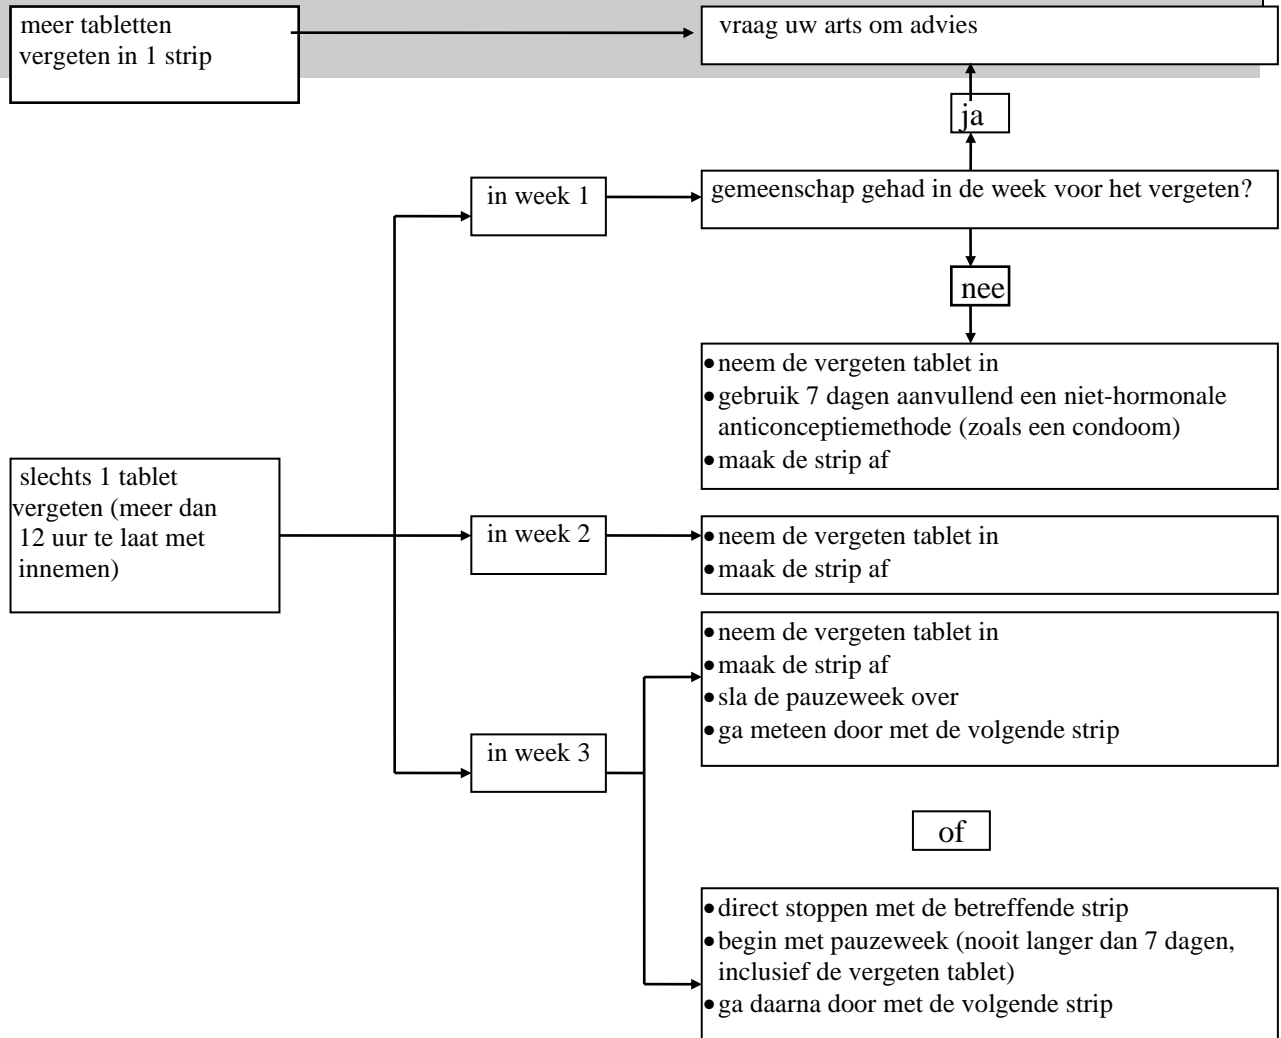 meer tabletten
vergeten in 1 strip
vraag uw arts om advies
ja
in week 1
gemeenschap gehad in de week voor het vergeten?
nee
•neem de vergeten tablet in
•gebruik 7 dagen aanvullend een niet-hormonale
anticonceptiemethode (zoals een condoom)
•maak de strip af
slechts 1 tablet
vergeten (meer dan
12 uur te laat met
innemen)
in week 2
•neem de vergeten tablet in
•maak de strip af
in week 3
•neem de vergeten tablet in
•maak de strip af
•sla de pauzeweek over
•ga meteen door met de volgende strip
of
•direct stoppen met de betreffende strip
•begin met pauzeweek (nooit langer dan 7 dagen,
inclusief de vergeten tablet)
•ga daarna door met de volgende strip